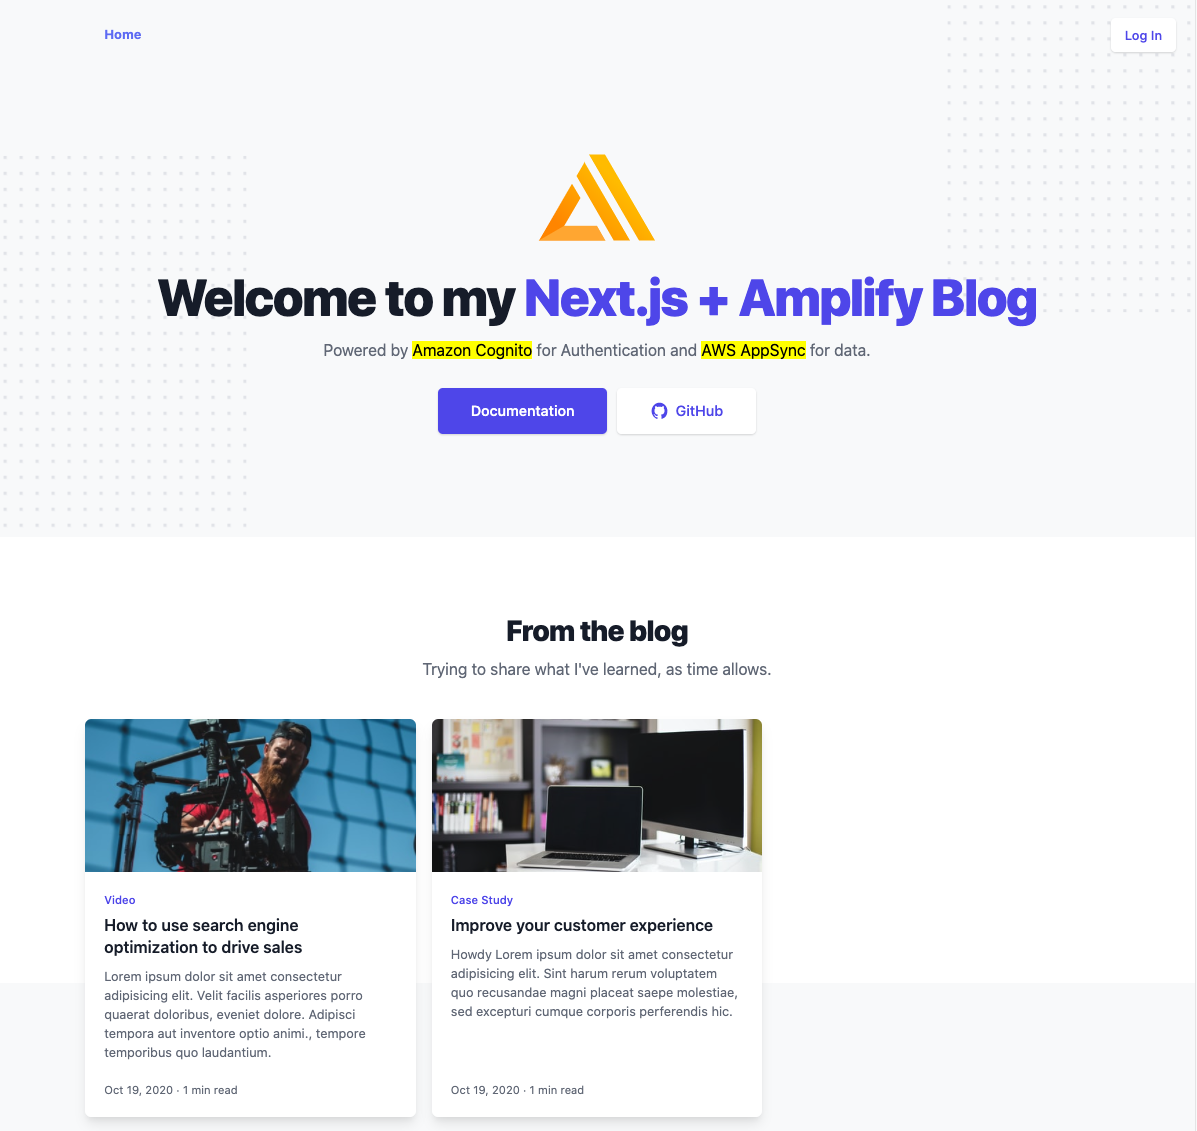 Home
Log In
Welcome to my Next.js + Amplify Blog
Powered by Amazon Cognito for Authentication and AWS AppSync for data.
Documentation
GitHub
From the blog
Trying to share what I've learned, as time allows.
Video
How to use search engine
optimization to drive sales
Lorem ipsum dolor sit amet consectetur
adipisicing elit. Velit facilis asperiores porro
quaerat doloribus, eveniet dolore. Adipisci
tempora aut inventore optio animi., tempore
temporibus quo laudantium.
Oct 19, 2020 · 1 min read
Case Study
Improve your customer experience
Howdy Lorem ipsum dolor sit amet consectetur
adipisicing elit. Sint harum rerum voluptatem
quo recusandae magni placeat saepe molestiae,
sed excepturi cumque corporis perferendis hic.
Oct 19, 2020 · 1 min read